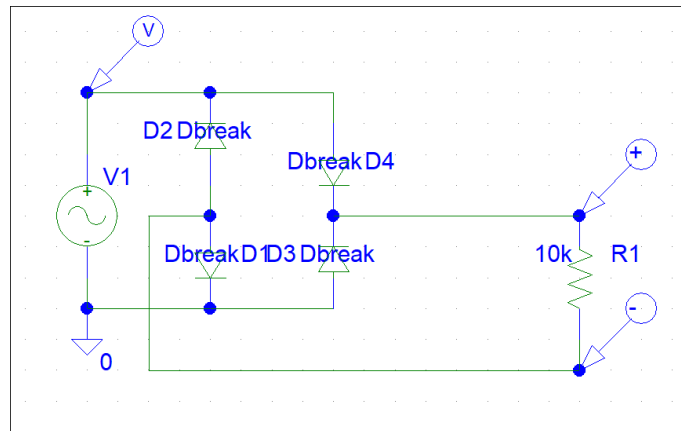 V
D2 Dbreak
Dbreak D4
V1
+
+
-
Dbreak D1 D3 Dbreak
10k R1
-
0